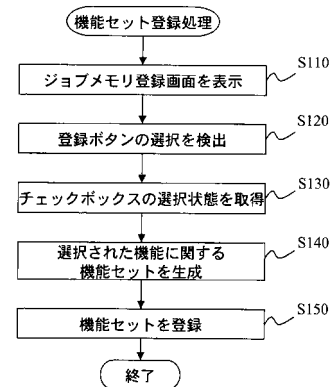 機能セット登録処理
S110
ジョブメモリ登録画面を表示
S120
登録ボタンの選択を検出
S130
チェックボックスの選択状態を取得
S140
選択された機能に関する
機能セットを生成
S150
機能セットを登録
終了